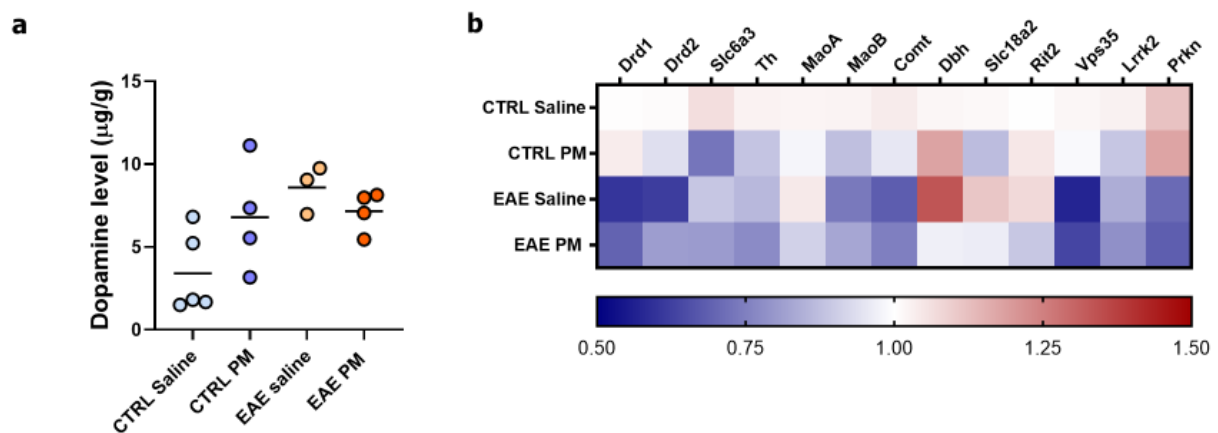 a
Dopamine level (µg/g)
15
10
5
0
CTRL Saline
CTRL PM
EAE saline
EAE PM
b
Drd1
Drd2
Slc6a3
Th
MaoA
MaoB
Comt
Dbh
Slc18a2
Rit2
Vps35
Lrrk2
Prkn
CTRL Saline
CTRL PM
EAE Saline
EAE PM
0.50
0.75
1.00
1.25
1.50